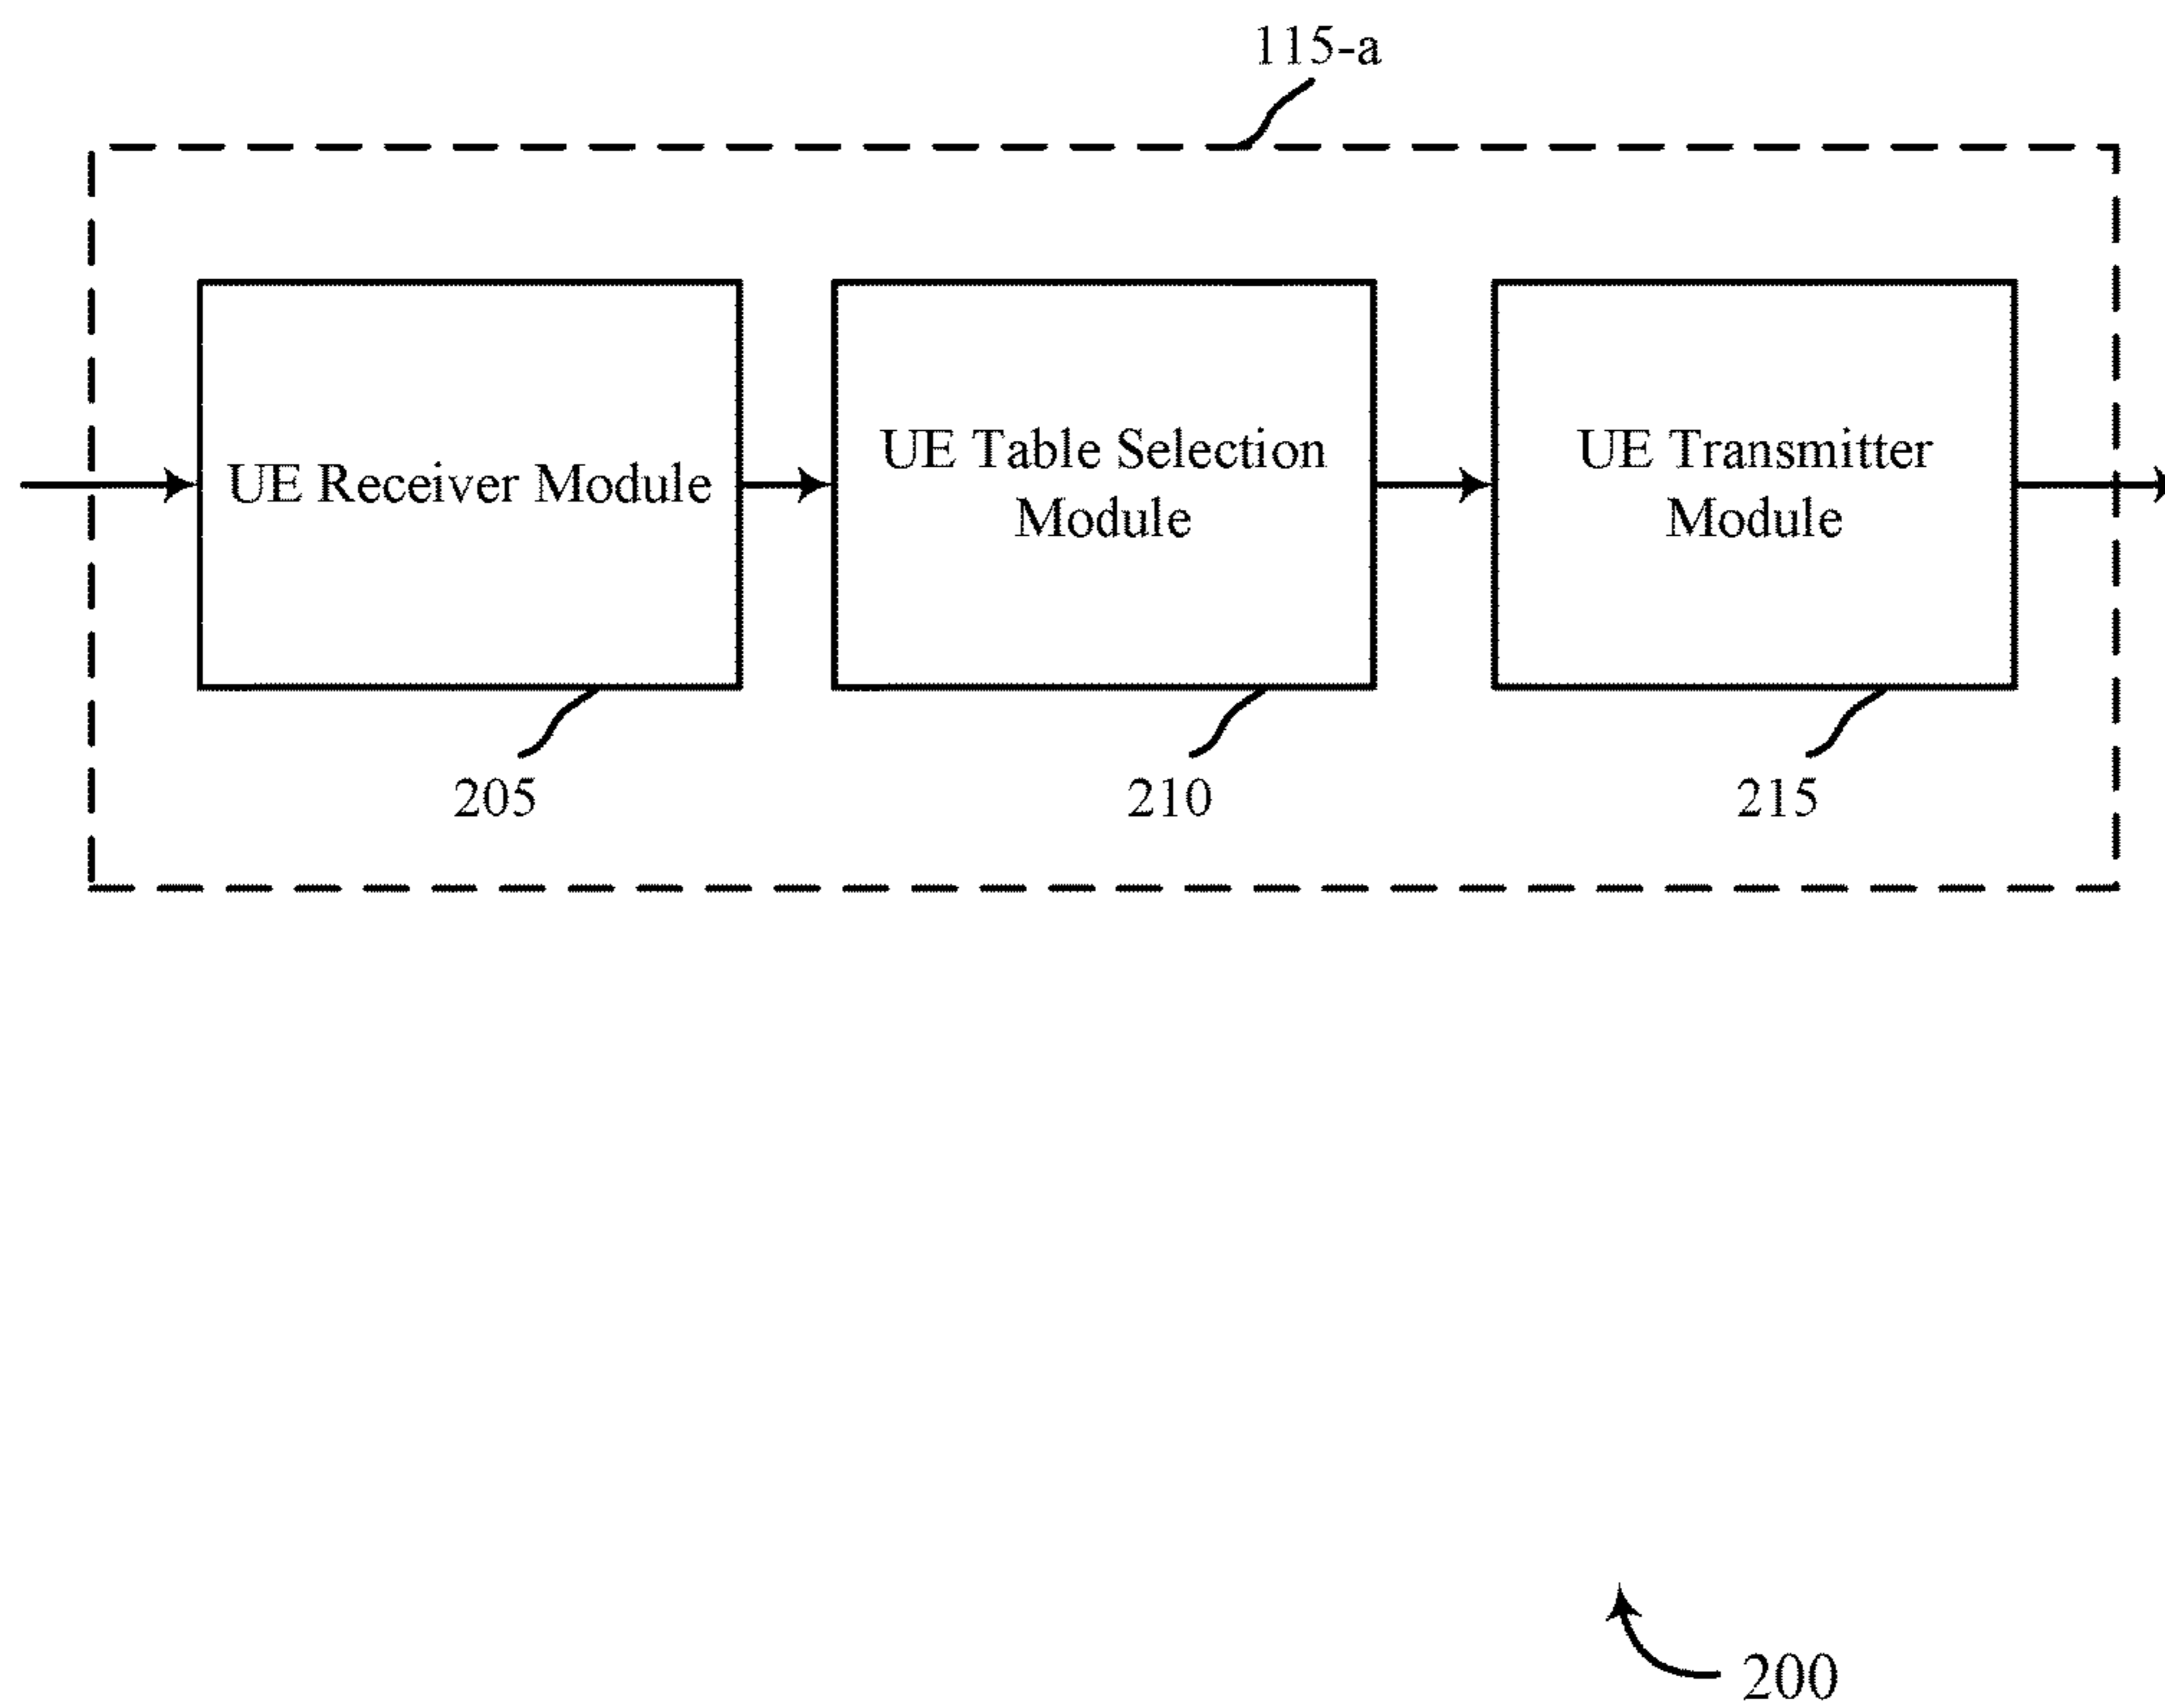 115-a
UE Receiver Module
UE Table Selection
Module
UE Transmitter
Module
205
210
215
200